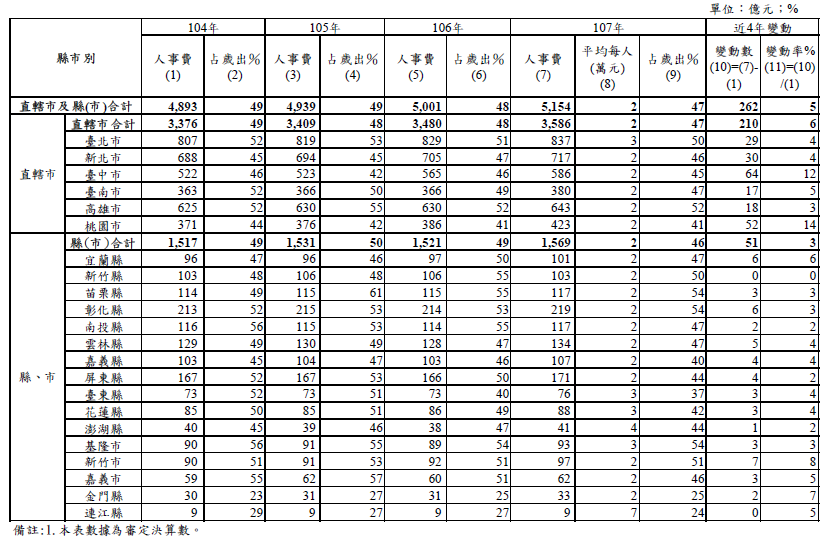 單位：億元；%
縣市別 104年 105年 106年 107年 近4年變動
人事費(1) 占歲出%(2) 人事費(3) 占歲出%(4) 人事費(5) 占歲出%(6) 人事費(7) 平均每人(萬元)(8) 占歲出%(9) 變動數(10)=(7)-(1) 變動率%(11)=(10)/(1)
直轄市及縣(市)合計 4,893 49 4,939 49 5,001 48 5,154 2 47 262 5
直轄市
直轄市合計 3,376 49 3,409 48 3,480 48 3,586 2 47 210 6
臺北市 807 52 819 53 829 51 837 3 50 29 4
新北市 688 45 694 45 705 47 717 2 46 30 4
臺中市 522 46 523 42 565 46 586 2 45 64 12
臺南市 363 52 366 50 366 49 380 2 47 17 5
高雄市 625 52 630 55 630 52 643 2 52 18 3
桃園市 371 44 376 42 386 41 423 2 41 52 14
縣、市
縣(市)合計 1,517 49 1,531 50 1,521 49 1,569 2 46 51 3
宜蘭縣 96 47 96 46 97 50 101 2 47 6 6
新竹縣 103 48 106 48 106 55 103 2 50 0 0
苗栗縣 114 49 115 61 115 55 117 2 54 3 3
彰化縣 213 52 215 53 214 53 219 2 54 6 3
南投縣 116 56 115 53 114 55 117 2 47 2 2
雲林縣 129 49 130 49 128 47 134 2 47 5 4
嘉義縣 103 45 104 47 103 46 107 2 40 4 4
屏東縣 167 52 167 53 166 50 171 2 44 4 2
臺東縣 73 52 73 51 73 40 76 3 37 3 4
花蓮縣 85 50 85 51 86 49 88 3 42 3 4
澎湖縣 40 45 39 46 38 47 41 4 44 1 2
基隆市 90 56 91 55 89 54 93 3 54 3 3
新竹市 90 51 91 53 92 51 97 2 51 7 8
嘉義市 59 55 62 57 60 51 62 2 46 3 5
金門縣 30 23 31 27 31 25 33 2 25 2 7
連江縣 9 27 9 27 9 27 9 7 24 0 5
備註:1.本表數據為審定決算數。